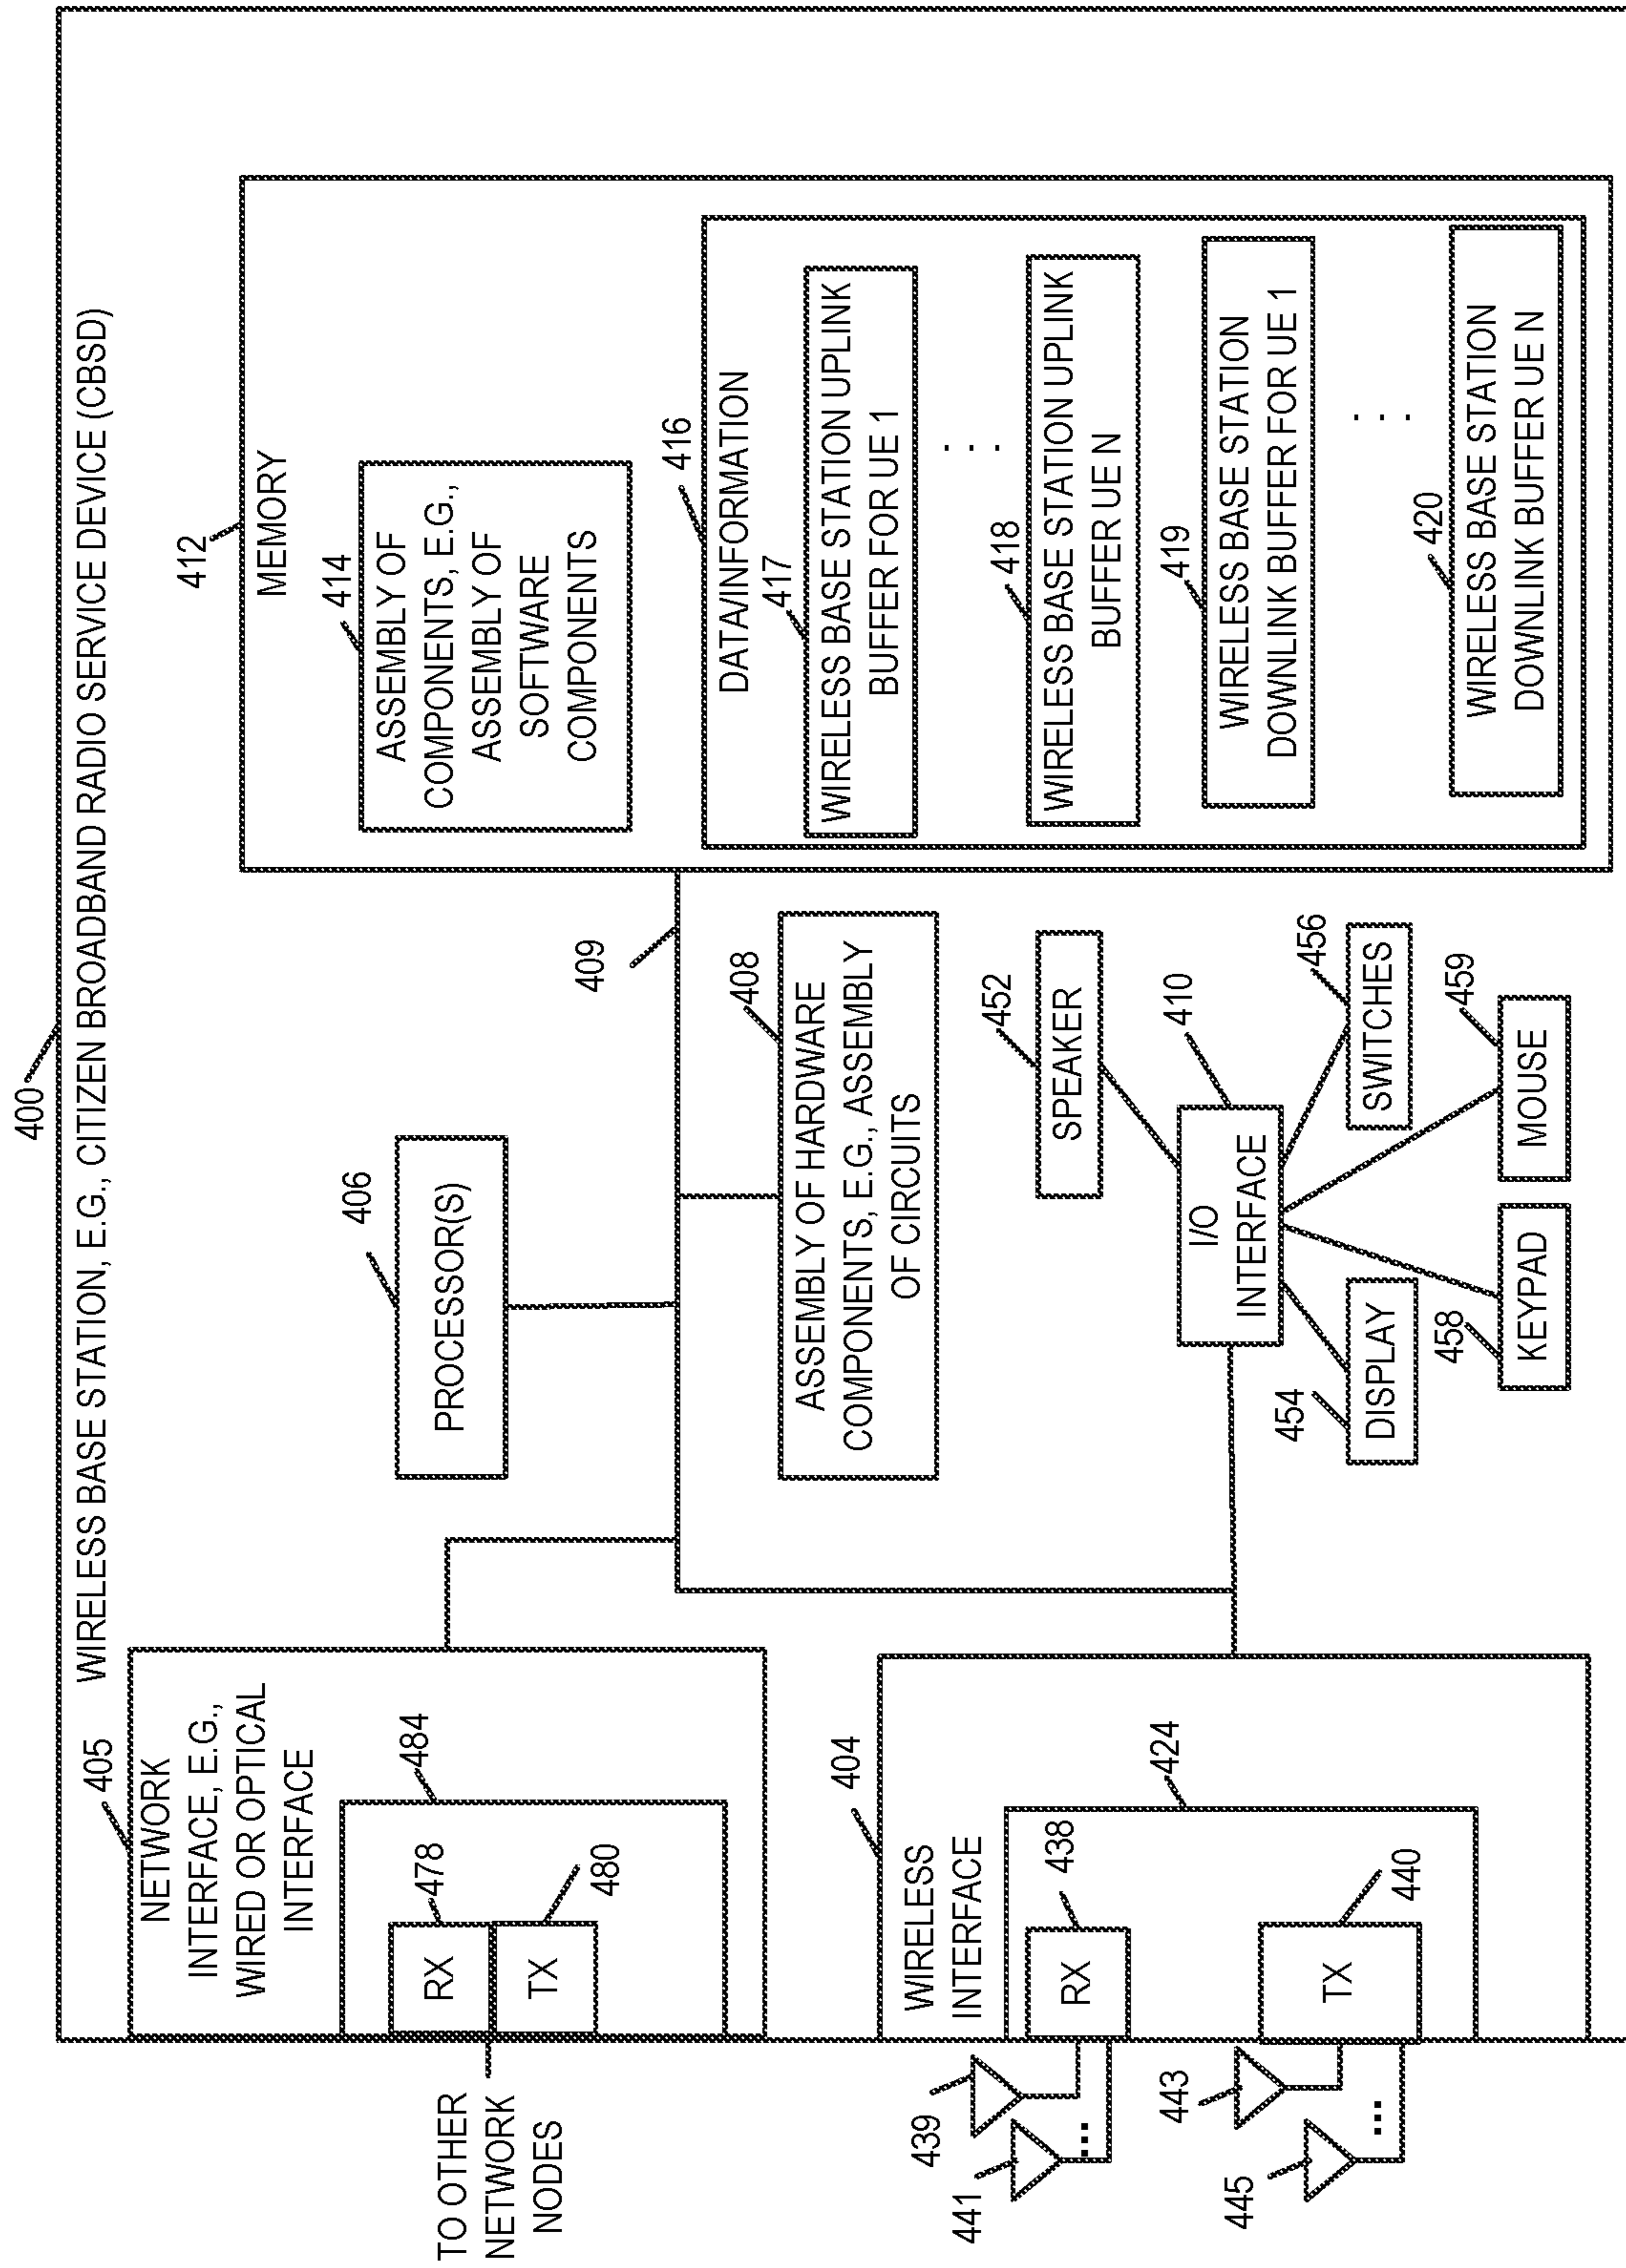 400
WIRELESS BASE STATION, E.G., CITIZEN BROADBAND RADIO SERVICE DEVICE (CBSD)
405
NETWORK
INTERFACE, E.G.,
WIRED OR OPTICAL
INTERFACE
484
478
RX
TX
480
TO OTHER
NETWORK
NODES
404
WIRELESS
INTERFACE
424
438
RX
TX
440
439
441
...
443
445
...
406
PROCESSOR(S)
409
408
ASSEMBLY OF HARDWARE
COMPONENTS, E.G., ASSEMBLY
OF CIRCUITS
452
SPEAKER
410
I/O
INTERFACE
456
SWITCHES
459
MOUSE
454
DISPLAY
458
KEYPAD
412
MEMORY
414
ASSEMBLY OF
COMPONENTS, E.G.,
ASSEMBLY OF
SOFTWARE
COMPONENTS
416
DATA/INFORMATION
417
WIRELESS BASE STATION UPLINK
BUFFER FOR UE 1
. . .
418
WIRELESS BASE STATION UPLINK
BUFFER UE N
419
WIRELESS BASE STATION
DOWNLINK BUFFER FOR UE 1
. . .
420
WIRELESS BASE STATION
DOWNLINK BUFFER UE N